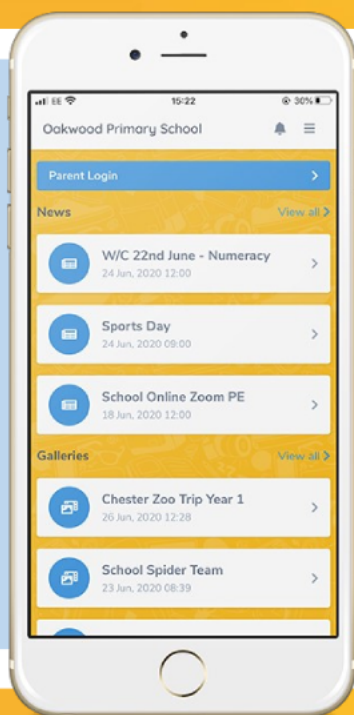 EE
15:22
30%
Oakwood Primary School
Parent Login
News
View all
W/C 22nd June - Numeracy
24 Jun, 2020 12:00
Sports Day
24 Jun, 2020 09:00
School Online Zoom PE
18 Jun, 2020 12:00
Galleries
View all
Chester Zoo Trip Year 1
26 Jun, 2020 12:28
School Spider Team
23 Jun, 2020 08:39